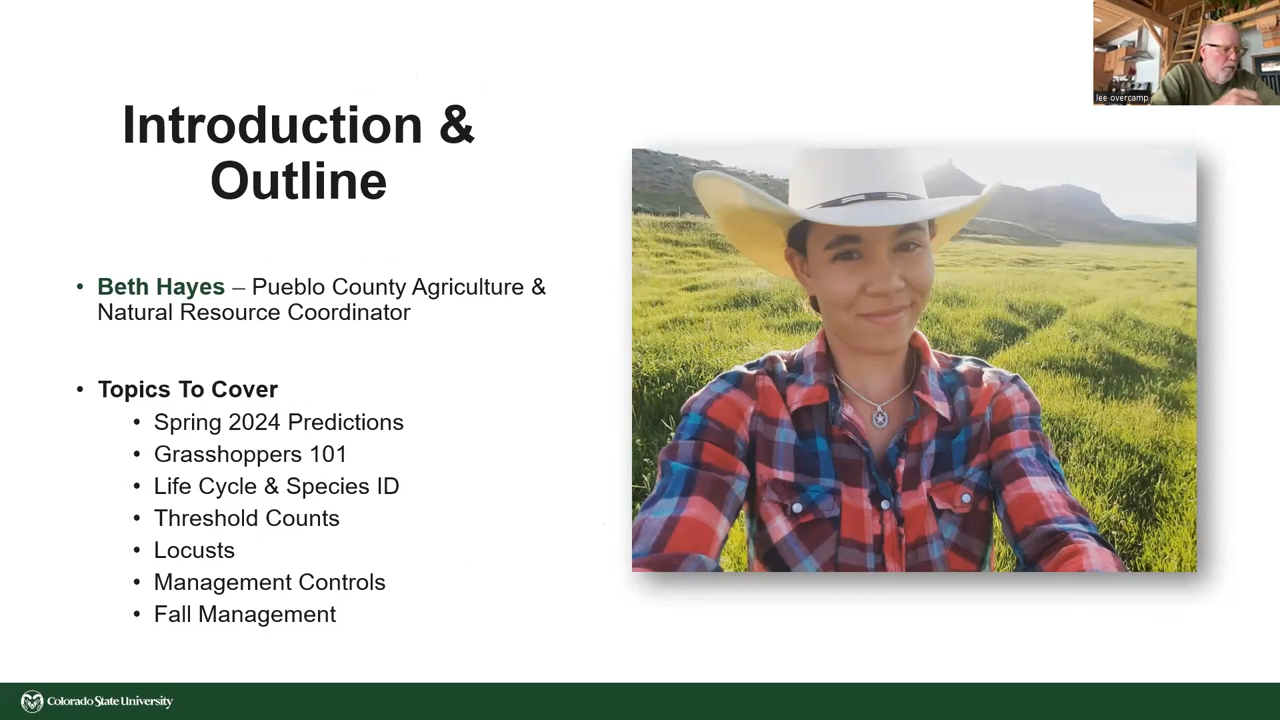 lee overcamp
Introduction &
Outline
• Beth Hayes – Pueblo County Agriculture &
Natural Resource Coordinator
• Topics To Cover
• Spring 2024 Predictions
• Grasshoppers 101
• Life Cycle & Species ID
• Threshold Counts
• Locusts
• Management Controls
• Fall Management
Colorado State University